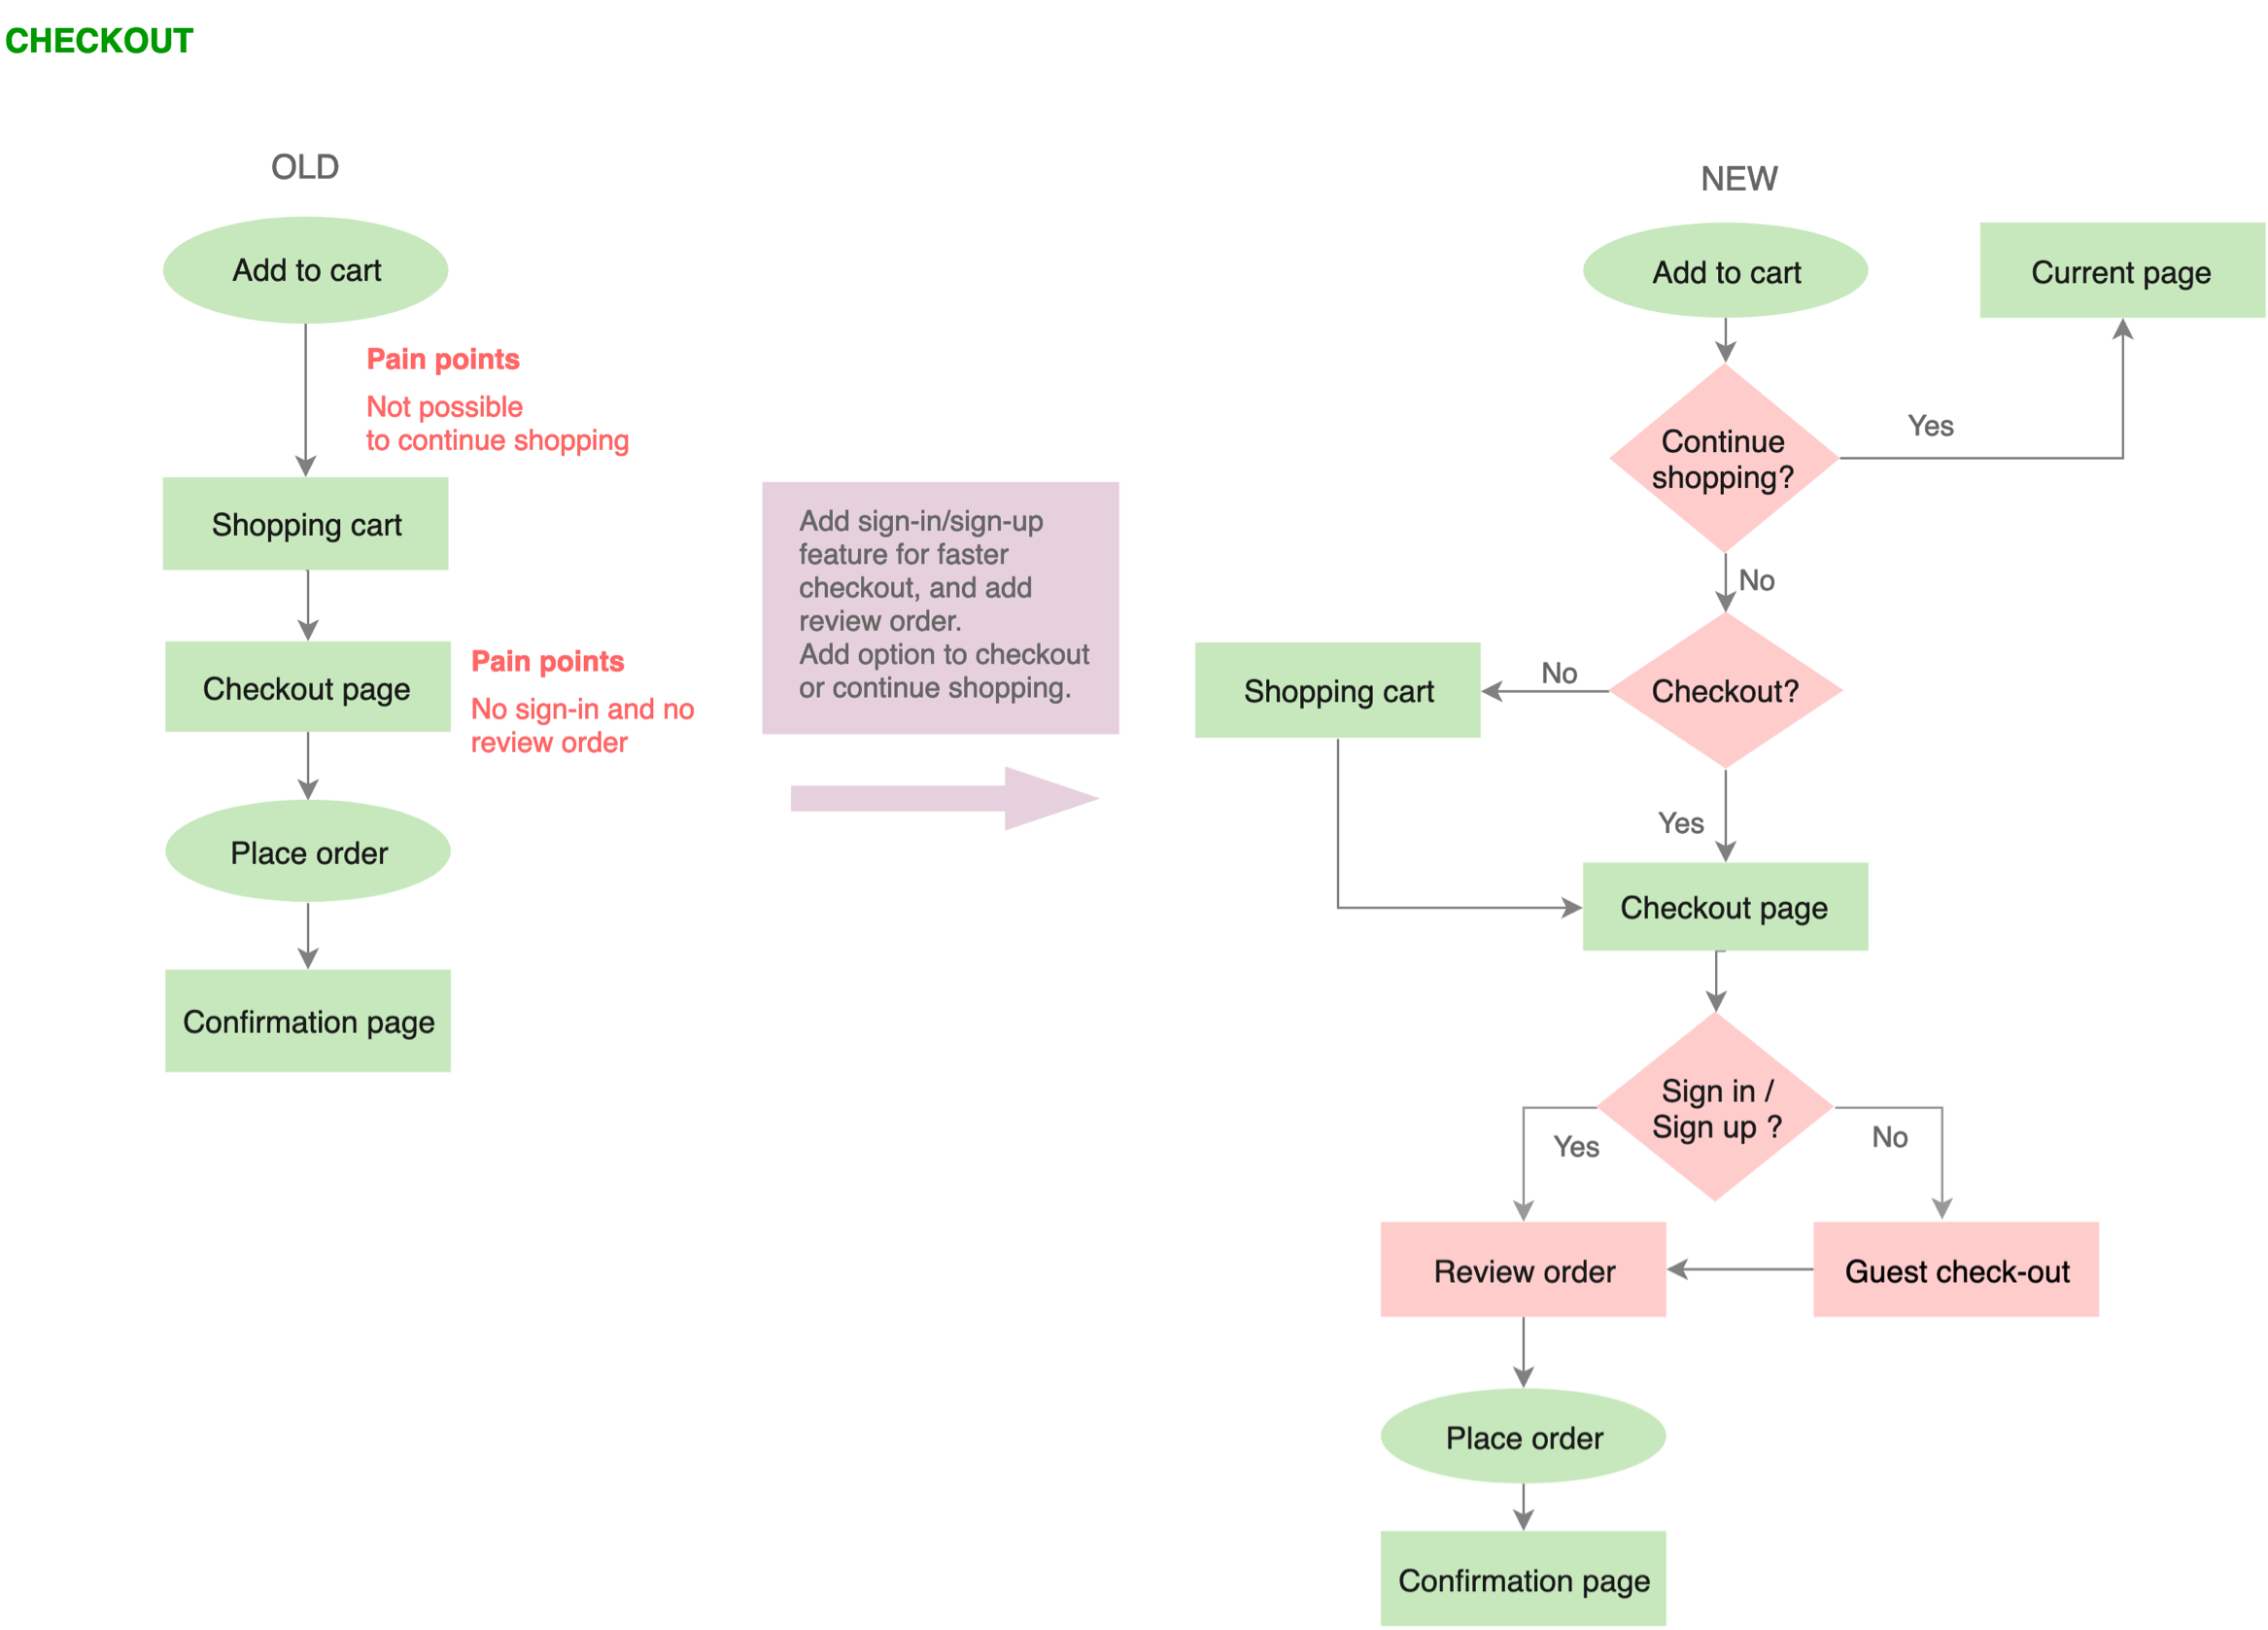 CHECKOUT
OLD
Add to cart
Pain points
Not possible
to continue shopping
Shopping cart
Checkout page
Pain points
No sign-in and no
review order
Place order
Confirmation page
Add sign-in/sign-up
feature for faster
checkout, and add
review order.
Add option to checkout
or continue shopping.
NEW
Add to cart
Current page
Continue
shopping?
Yes
No
Checkout?
No
Shopping cart
Yes
Checkout page
Sign in /
Sign up ?
Yes
No
Review order
Guest check-out
Place order
Confirmation page